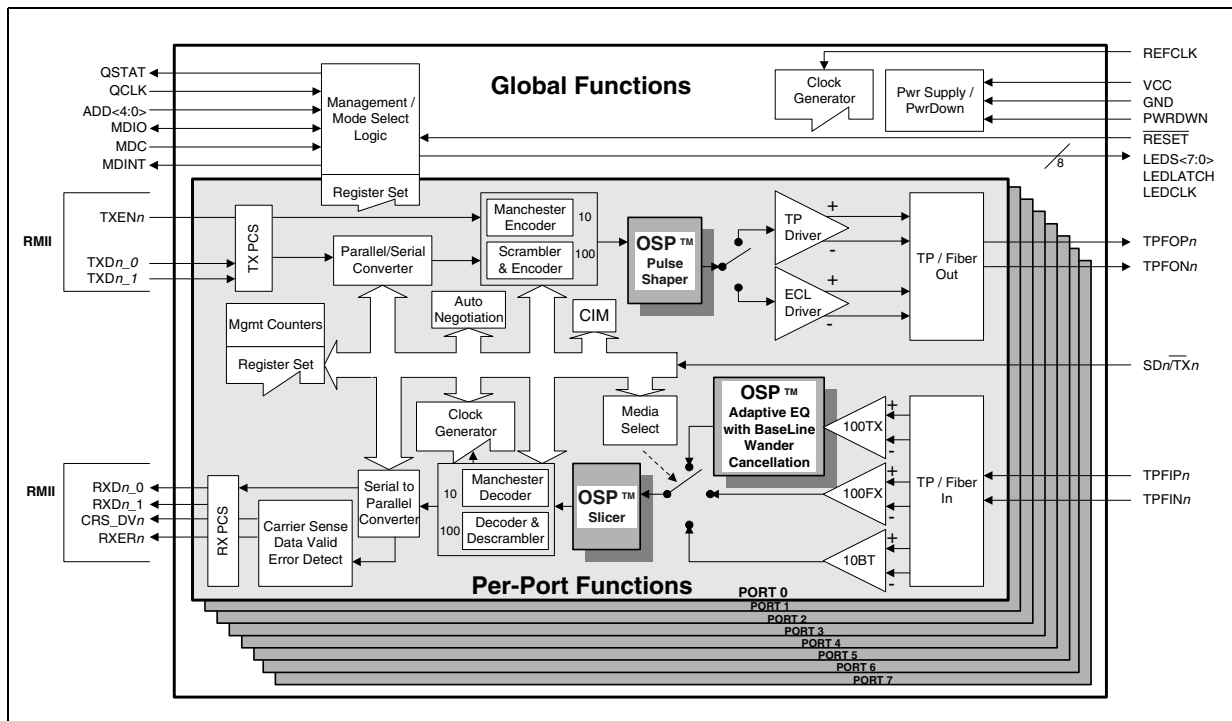 Global Functions
QSTAT
QCLK
ADD<4:0>
MDIO
MDC
MDINT
Management /
Mode Select
Logic
Register Set
Clock
Generator
Pwr Supply /
PwrDown
REFCLK
VCC
GND
PWRDWN
RESET
8
LEDS<7:0>
LEDLATCH
LEDCLK
RMII
TXENn
TXDn_0
TXDn_1
TX PCS
Parallel/Serial
Converter
Manchester
Encoder
10
Scrambler
& Encoder
100
OSP™
Pulse
Shaper
TP
Driver
+
-
ECL
Driver
+
-
TP / Fiber
Out
TPFOPn
TPFONn
Mgmt Counters
Register Set
Auto
Negotiation
CIM
SDn/TXn
Clock
Generator
Media
Select
OSP™
Adaptive EQ
with BaseLine
Wander
Cancellation
100TX
+
-
100FX
+
-
10BT
+
-
TP / Fiber
In
TPFIPn
TPFINn
RMII
RXDn_0
RXDn_1
CRS_DVn
RXERn
RX PCS
Carrier Sense
Data Valid
Error Detect
Serial to
Parallel
Converter
10
Manchester
Decoder
100
Decoder &
Descrambler
OSP™
Slicer
Per-Port Functions
PORT 0
PORT 1
PORT 2
PORT 3
PORT 4
PORT 5
PORT 6
PORT 7